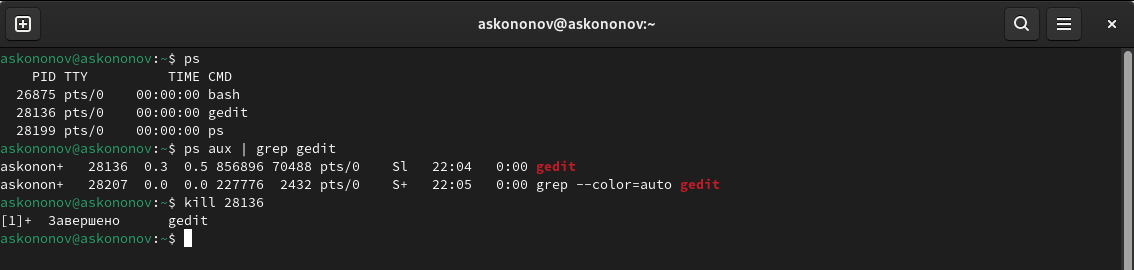 askononov@askononov:~
askononov@askononov:~$ ps
    PID TTY          TIME CMD
  26875 pts/0    00:00:00 bash
  28136 pts/0    00:00:00 gedit
  28199 pts/0    00:00:00 ps
askononov@askononov:~$ ps aux | grep gedit
askonon+   28136  0.3  0.5 856896 70488 pts/0    Sl   22:04   0:00 gedit
askonon+   28207  0.0  0.0 227776  2432 pts/0    S+   22:05   0:00 grep --color=auto gedit
askononov@askononov:~$ kill 28136
[1]+  Завершено      gedit
askononov@askononov:~$